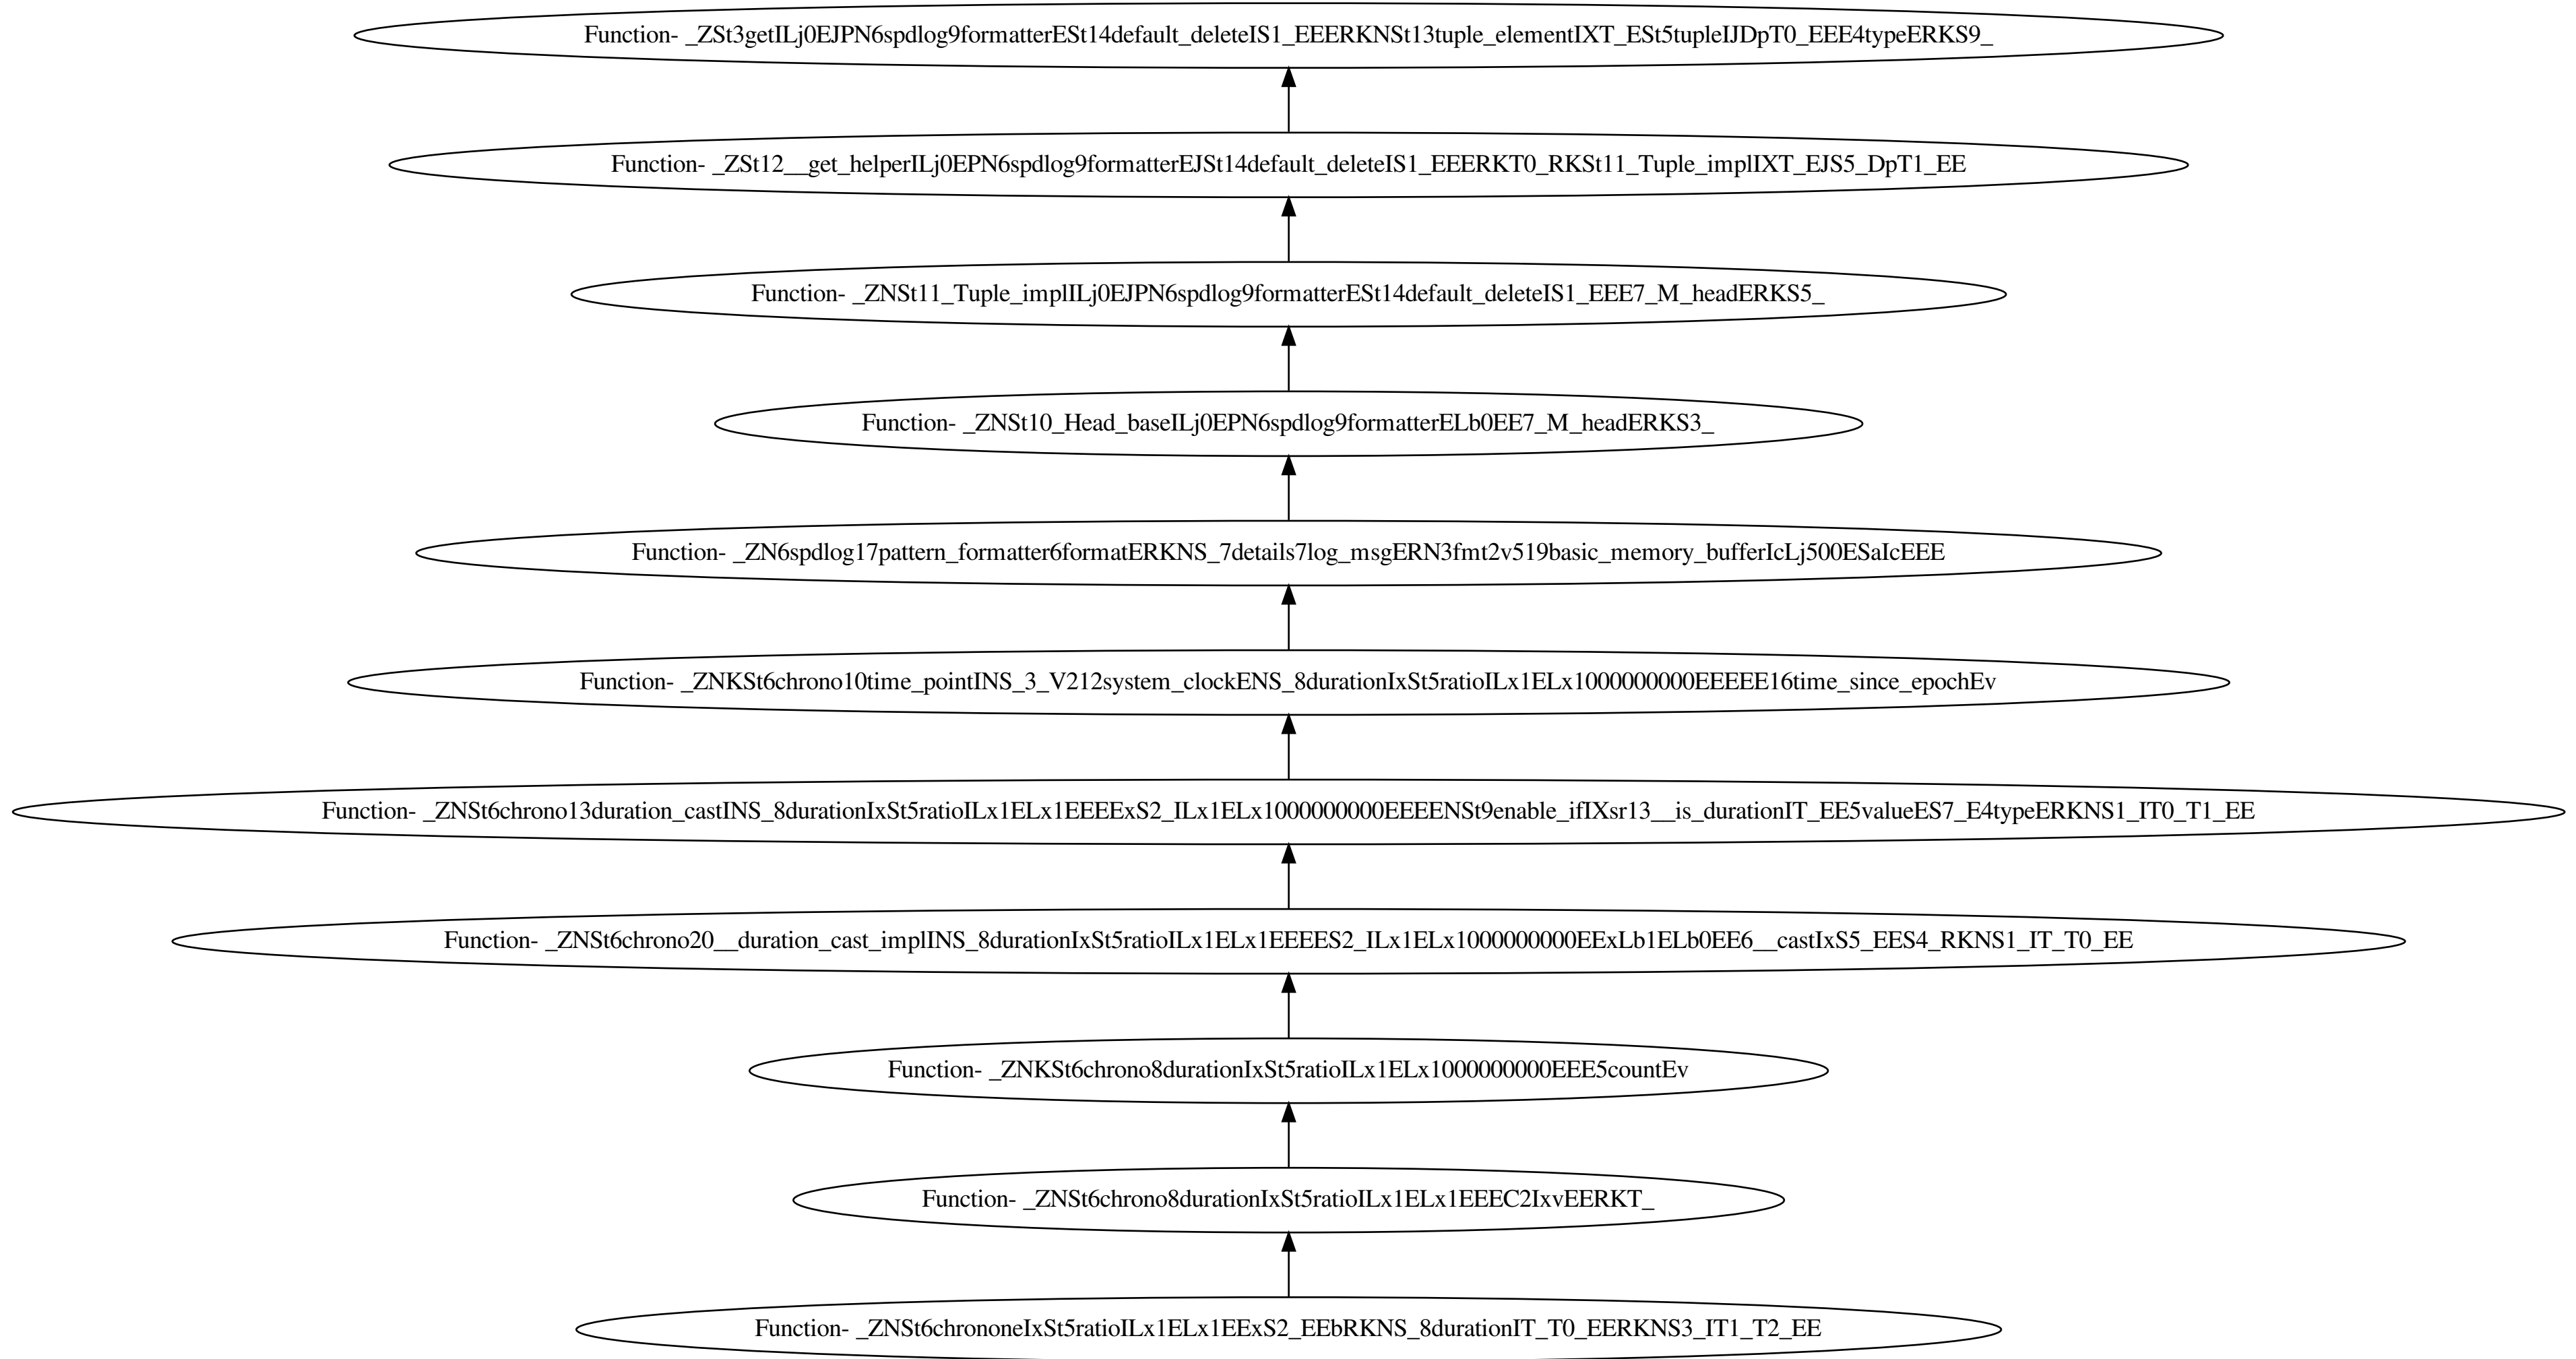 Function- _ZSt3getILj0EJPN6spdlog9formatterESt14default_deleteIS1_EEERKNSt13tuple_elementIXT_ESt5tupleIJDpT0_EEE4typeERKS9_
Function- _ZSt12__get_helperILj0EPN6spdlog9formatterEJSt14default_deleteIS1_EEERKT0_RKSt11_Tuple_implIXT_EJS5_DpT1_EE
Function- _ZNSt11_Tuple_implILj0EJPN6spdlog9formatterESt14default_deleteIS1_EEE7_M_headERKS5_
Function- _ZNSt10_Head_baseILj0EPN6spdlog9formatterELb0EE7_M_headERKS3_
Function- _ZN6spdlog17pattern_formatter6formatERKNS_7details7log_msgERN3fmt2v519basic_memory_bufferIcLj500ESaIcEEE
Function- _ZNKSt6chrono10time_pointINS_3_V212system_clockENS_8durationIxSt5ratioILx1ELx1000000000EEEEE16time_since_epochEv
Function- _ZNSt6chrono13duration_castINS_8durationIxSt5ratioILx1ELx1EEEExS2_ILx1ELx1000000000EEEENSt9enable_ifIXsr13__is_durationIT_EE5valueES7_E4typeERKNS1_IT0_T1_EE
Function- _ZNSt6chrono20__duration_cast_implINS_8durationIxSt5ratioILx1ELx1EEEES2_ILx1ELx1000000000EExLb1ELb0EE6__castIxS5_EES4_RKNS1_IT_T0_EE
Function- _ZNKSt6chrono8durationIxSt5ratioILx1ELx1000000000EEE5countEv
Function- _ZNSt6chrono8durationIxSt5ratioILx1ELx1EEEC2IxvEERKT_
Function- _ZNSt6chrononeIxSt5ratioILx1ELx1EExS2_EEbRKNS_8durationIT_T0_EERKNS3_IT1_T2_EE